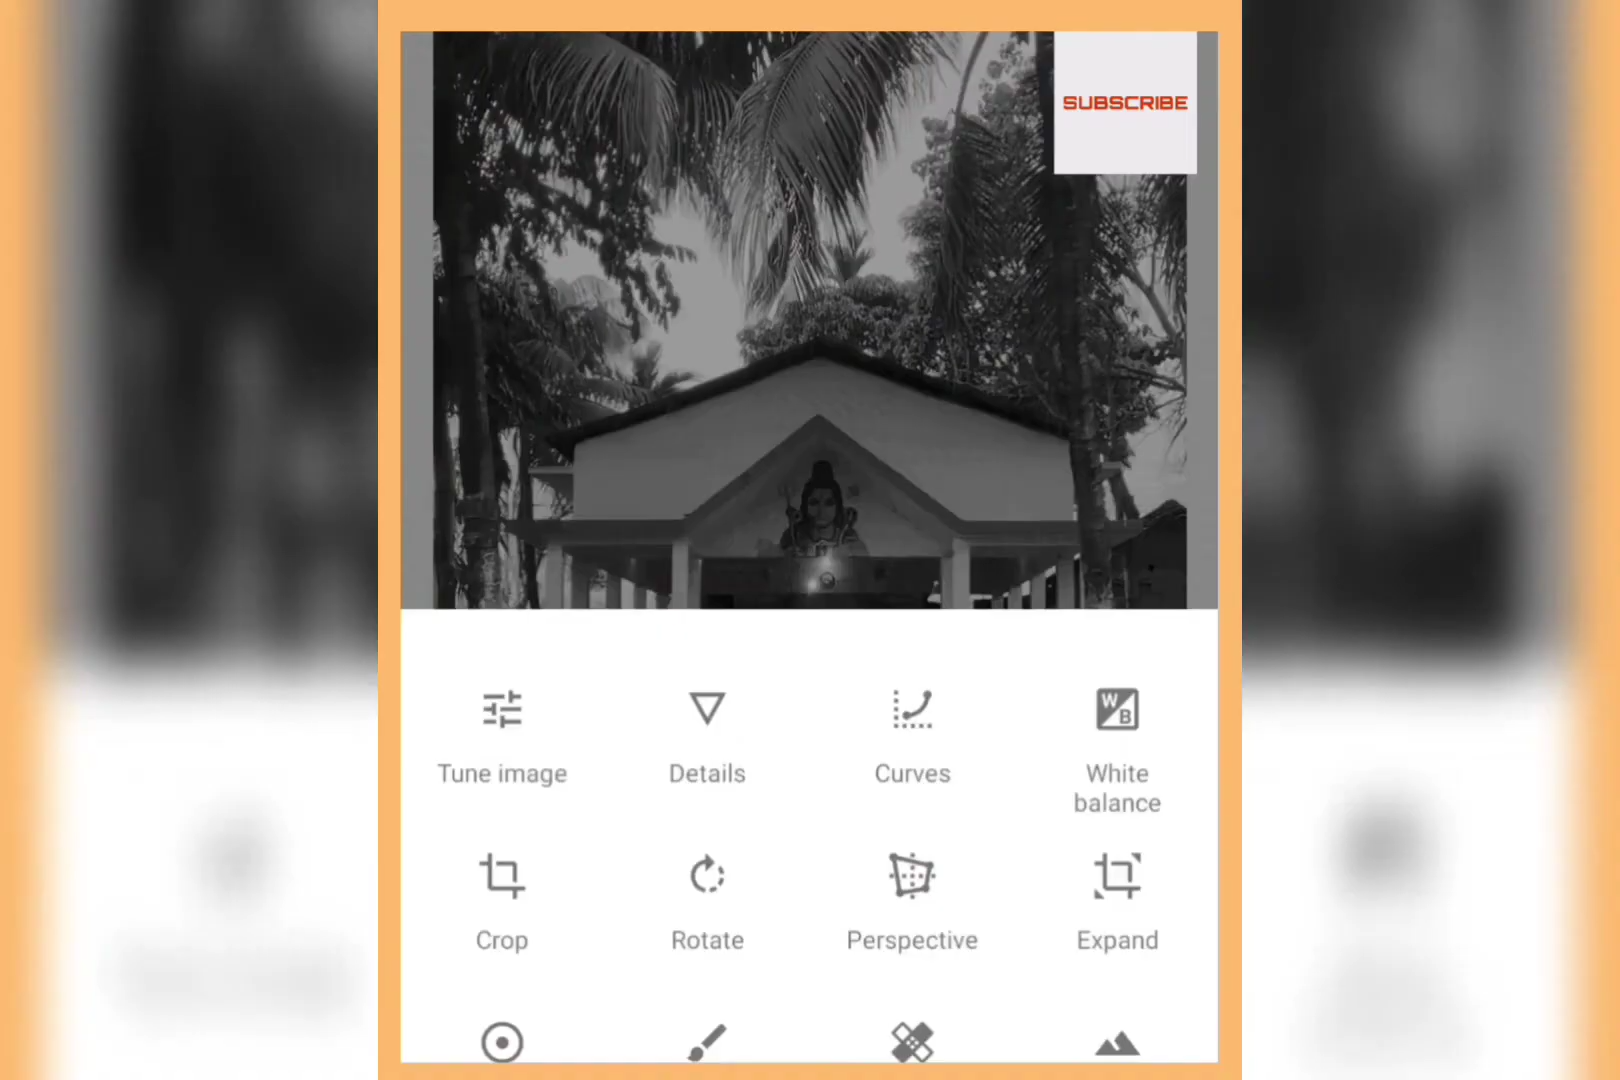 SUBSCRIBE
Tune image
Details
Curves
White
balance
Crop
Rotate
Perspective
Expand